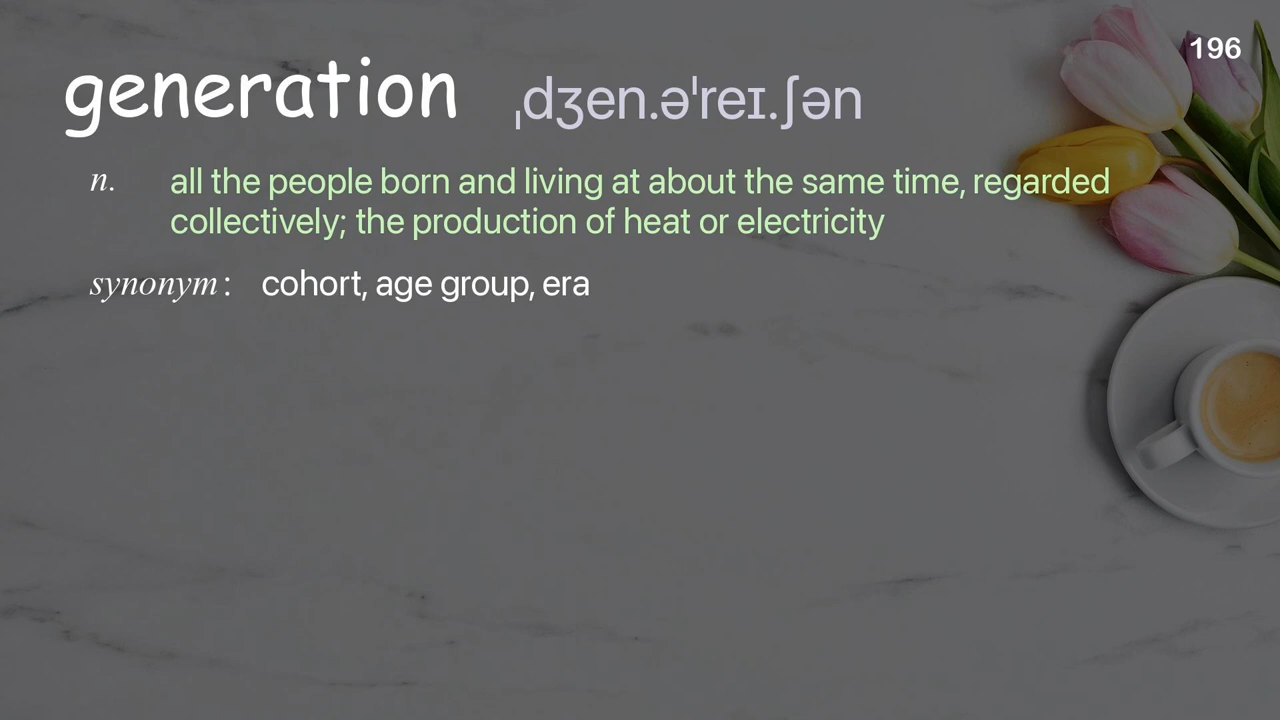 196
generation ˌdʒen.əˈreɪ.ʃən
n. all the people born and living at about the same time, regarded
collectively; the production of heat or electricity
synonym: cohort, age group, era